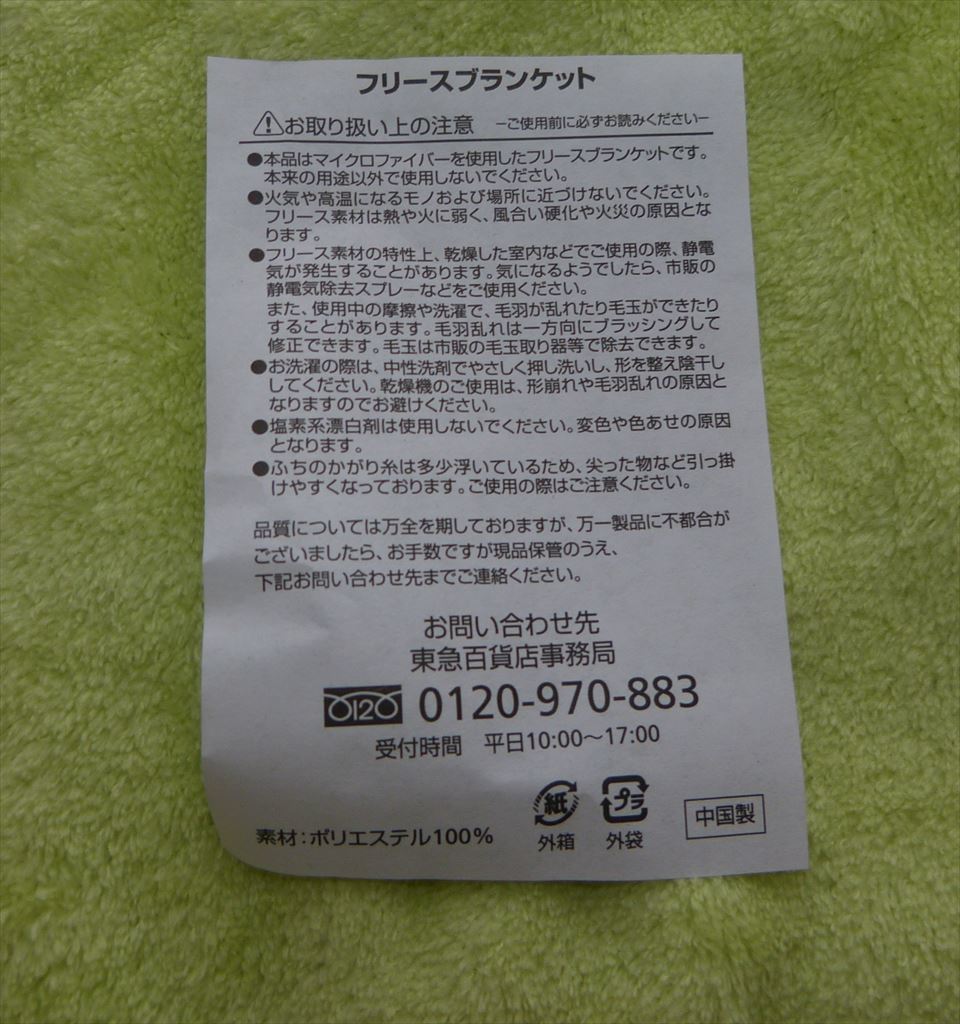 フリースブランケット
⚠お取り扱い上の注意 −ご使用前に必ずお読みください−
●本品はマイクロファイバーを使用したフリースブランケットです。
本来の用途以外で使用しないでください。
●火気や高温になるモノおよび場所に近づけないでください。
フリース素材は熱や火に弱く、風合い硬化や火災の原因とな
ります。
●フリース素材の特性上、乾燥した室内などでご使用の際、静電
気が発生することがあります。気になるようでしたら、市販の
静電気除去スプレーなどをご使用ください。
また、使用中の摩擦や洗濯で、毛羽が乱れたり毛玉ができたり
することがあります。毛羽乱れは一方向にブラッシングして
修正できます。毛玉は市販の毛玉取り器等で除去できます。
●お洗濯の際は、中性洗剤でやさしく押し洗いし、形を整え陰干し
してください。乾燥機のご使用は、形崩れや毛羽乱れの原因と
なりますのでお避けください。
●塩素系漂白剤は使用しないでください。変色や色あせの原因
となります。
●ふちのかがり糸は多少浮いているため、尖った物など引っ掛
けやすくなっております。ご使用の際はご注意ください。
品質については万全を期しておりますが、万一製品に不都合が
ございましたら、お手数ですが現品保管のうえ、
下記お問い合わせ先までご連絡ください。
お問い合わせ先
東急百貨店事務局
0120 0120-970-883
受付時間 平日10:00〜17:00
素材:ポリエステル100%
紙 外箱
プラ 外袋
中国製